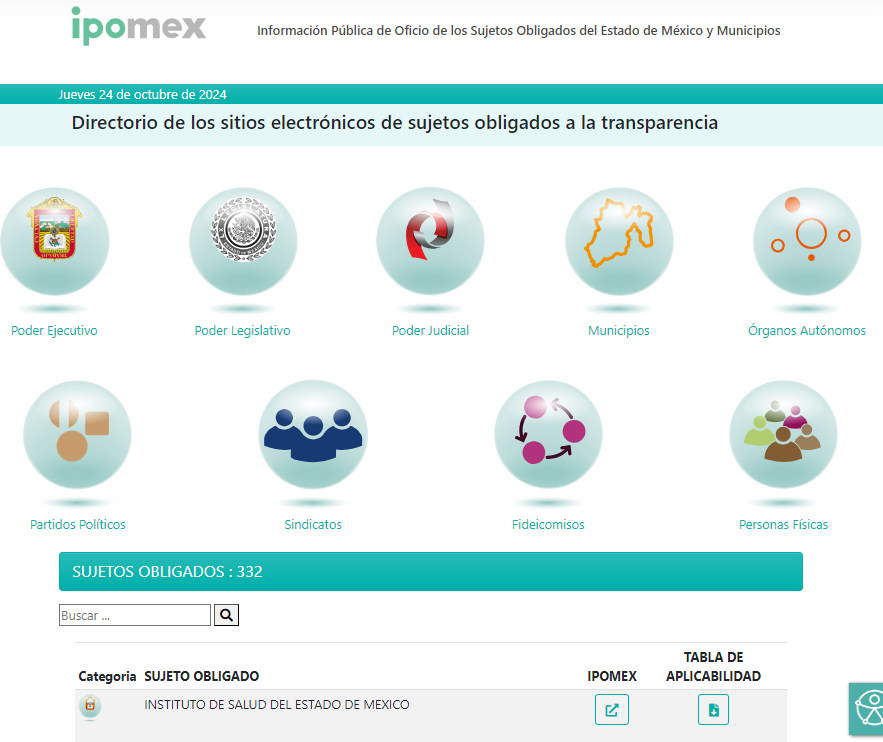 ipomex
Información Pública de Oficio de los Sujetos Obligados del Estado de México y Municipios
Jueves 24 de octubre de 2024
Directorio de los sitios electrónicos de sujetos obligados a la transparencia
Poder Ejecutivo
Poder Legislativo
Poder Judicial
Municipios
Órganos Autónomos
Partidos Políticos
Sindicatos
Fideicomisos
Personas Físicas
SUJETOS OBLIGADOS : 332
Buscar ...
Categoria SUJETO OBLIGADO IPOMEX TABLA DE
APLICABILIDAD
INSTITUTO DE SALUD DEL ESTADO DE MEXICO